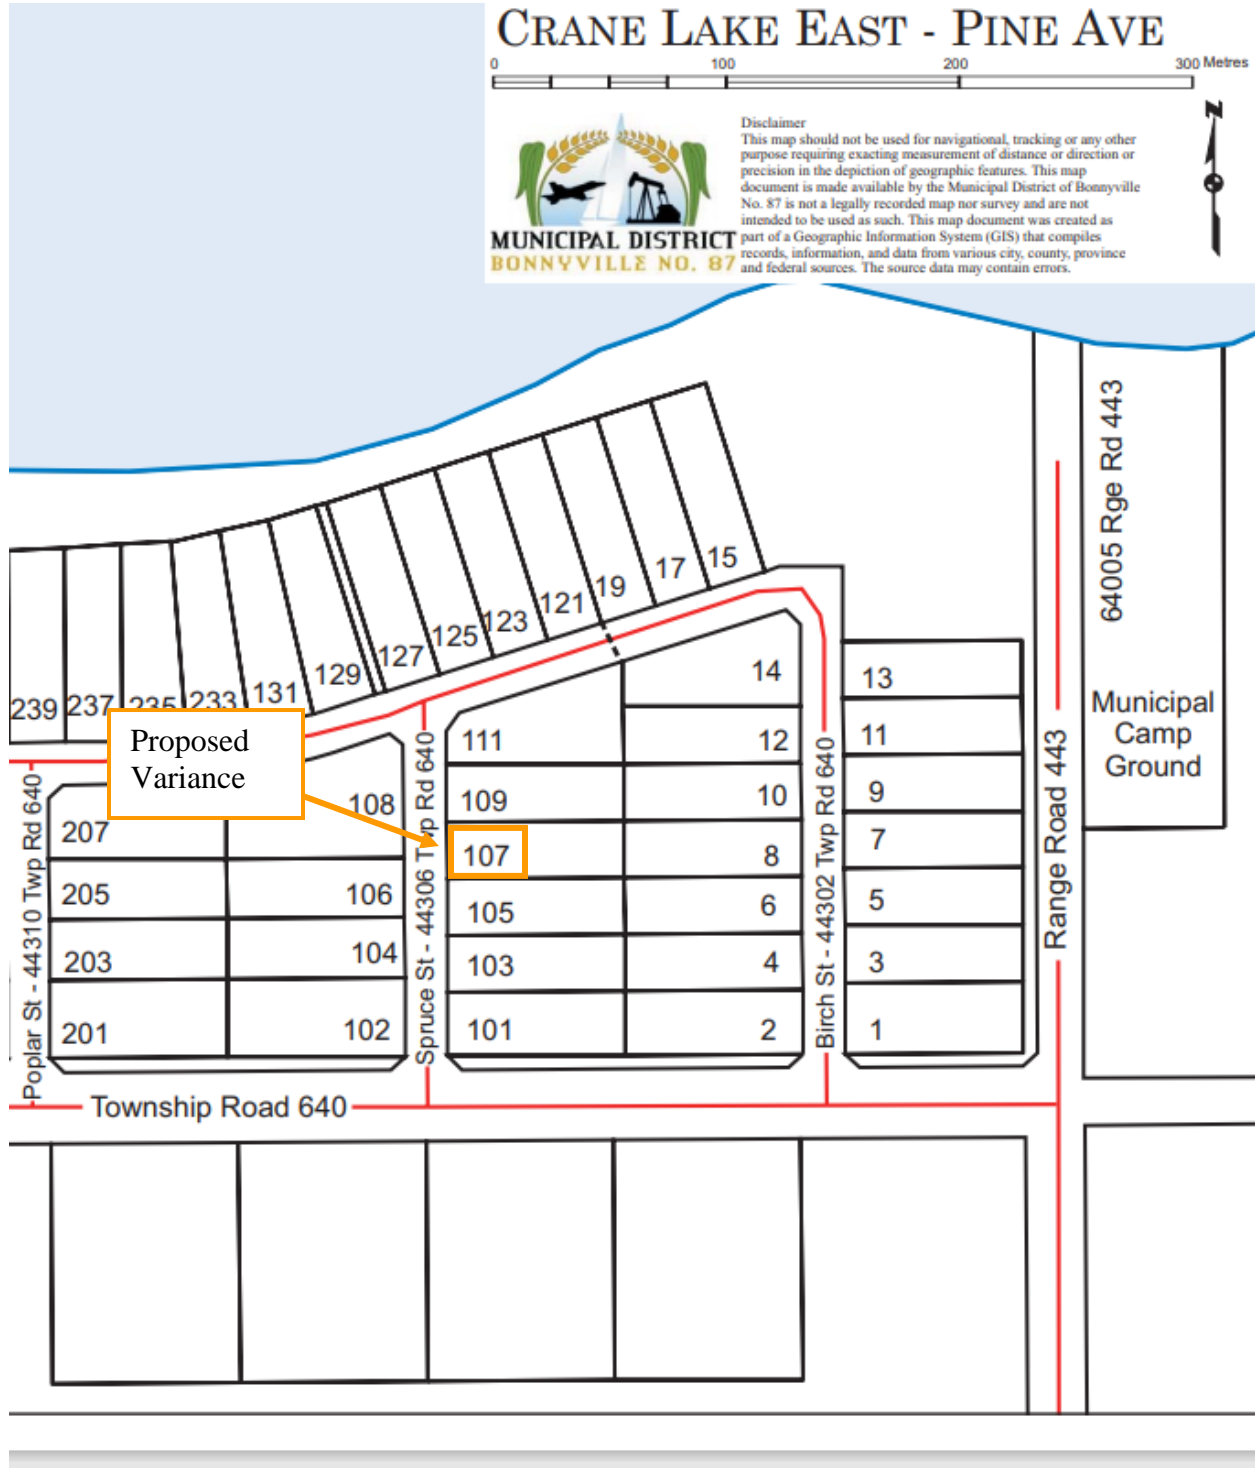 CRANE LAKE EAST - PINE AVE
0 100 200 300 Metres
N
Disclaimer
This map should not be used for navigational, tracking or any other
purpose requiring exacting measurement of distance or direction or
precision in the depiction of geographic features. This map
document is made available by the Municipal District of Bonnyville
No. 87 is not a legally recorded map nor survey and are not
intended to be used as such. This map document was created as
part of a Geographic Information System (GIS) that compiles
records, information, and data from various city, county, province
and federal sources. The source data may contain errors.
MUNICIPAL DISTRICT
BONNYVILLE NO. 87
64005 Rge Rd 443
Municipal
Camp
Ground
Range Road 443
15
17
19
121
123
125
127
129
131
233
235
237
239
Proposed
Variance
207
205
203
201
108
106
104
102
111
109
107
105
103
101
14
12
10
8
6
4
2
13
11
9
7
5
3
1
Poplar St - 44310 Twp Rd 640
Spruce St - 44306 Twp Rd 640
Birch St - 44302 Twp Rd 640
Township Road 640